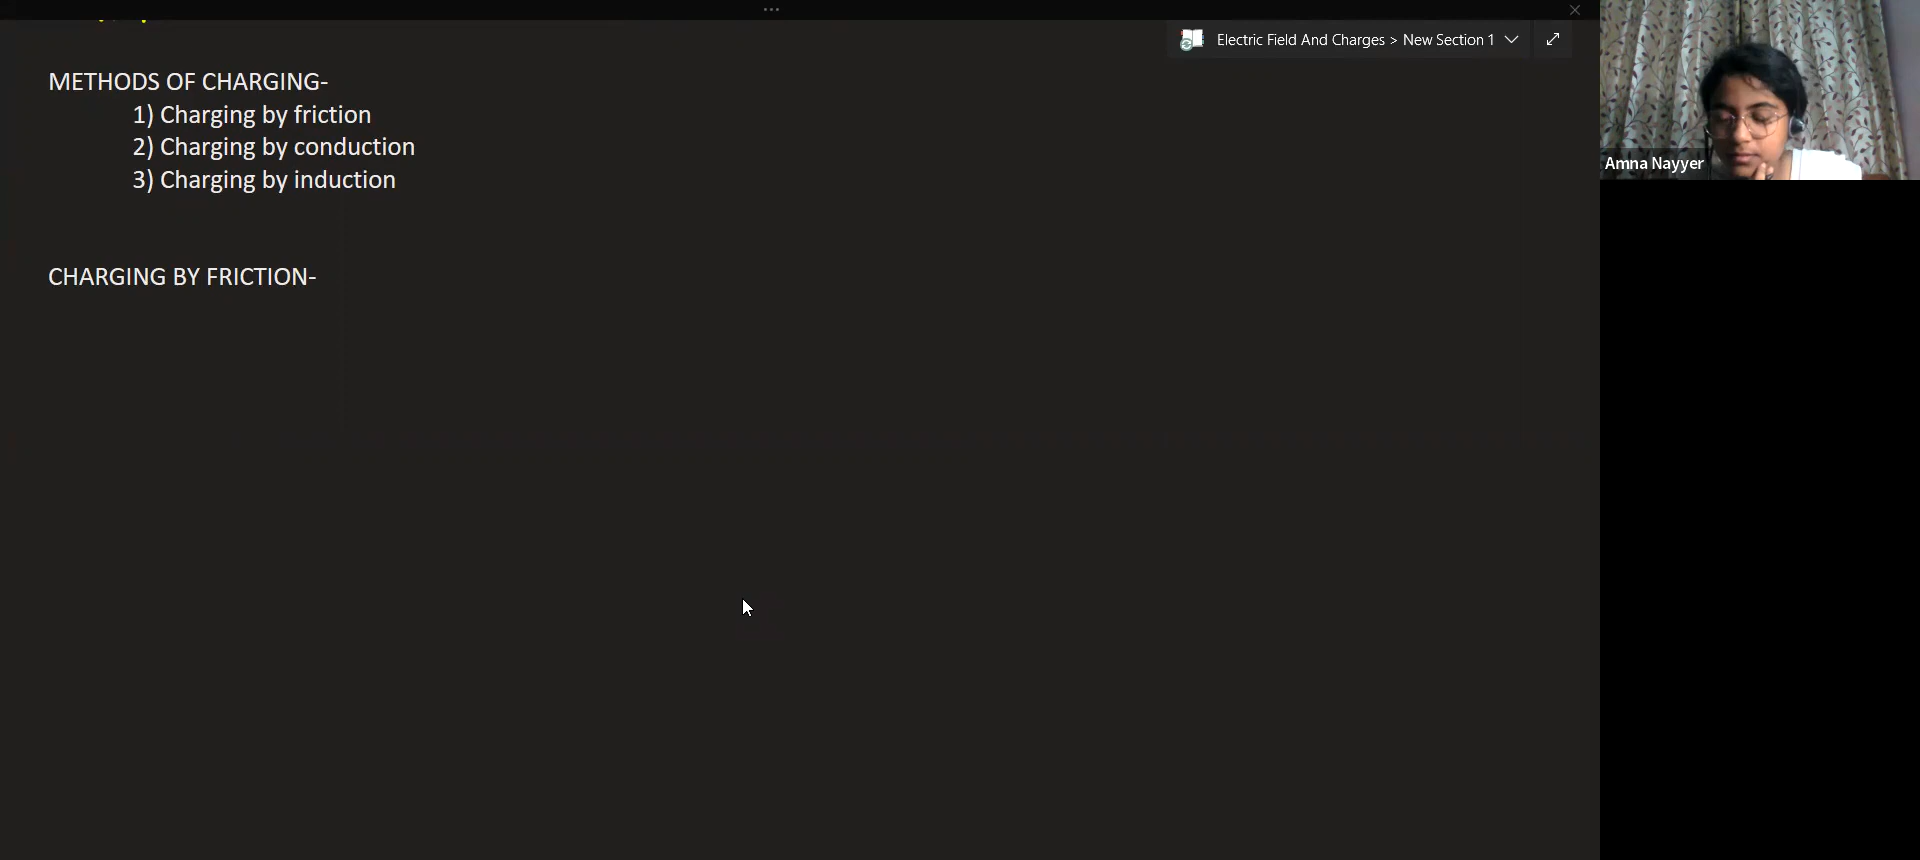 Electric Field And Charges > New Section 1
METHODS OF CHARGING-
1) Charging by friction
2) Charging by conduction
3) Charging by induction
CHARGING BY FRICTION-
Amna Nayyer